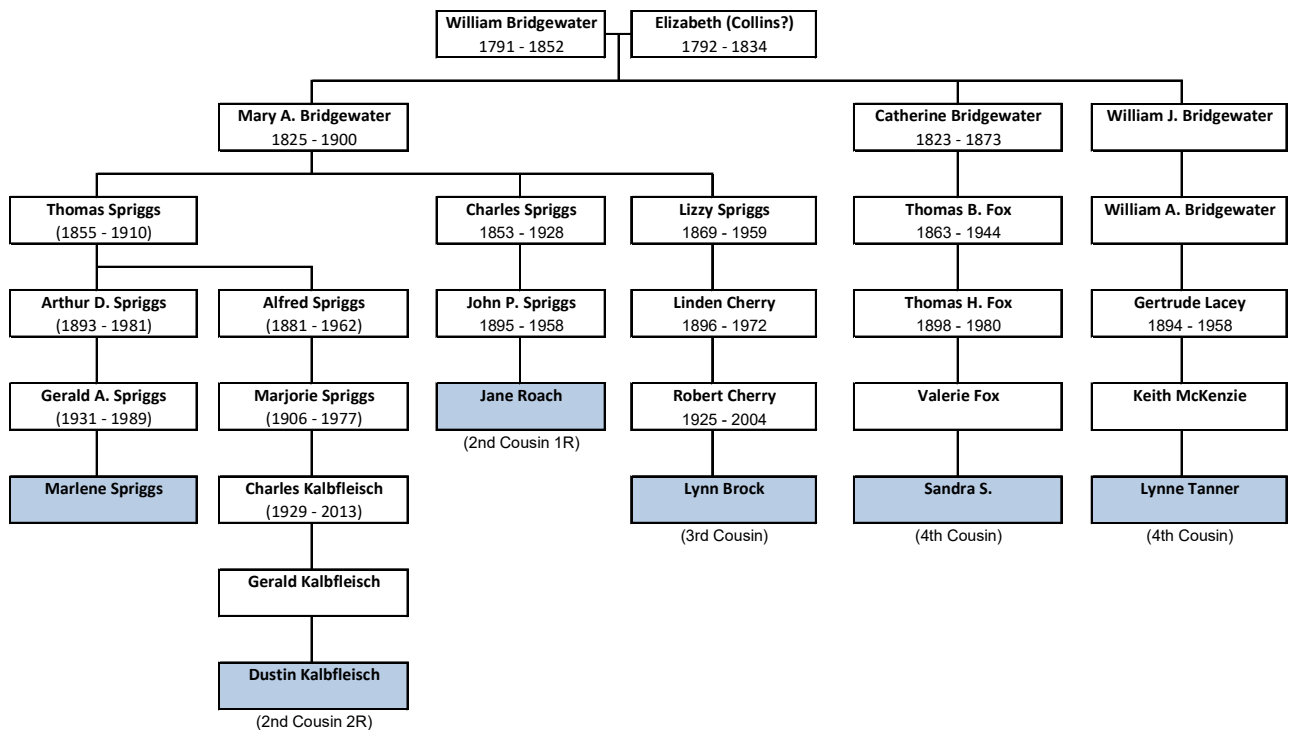 William Bridgewater
1791 - 1852
Elizabeth (Collins?)
1792 - 1834
Mary A. Bridgewater
1825 - 1900
Catherine Bridgewater
1823 - 1873
William J. Bridgewater
Thomas Spriggs
(1855 - 1910)
Charles Spriggs
1853 - 1928
Lizzy Spriggs
1869 - 1959
Thomas B. Fox
1863 - 1944
William A. Bridgewater
Arthur D. Spriggs
(1893 - 1981)
Alfred Spriggs
(1881 - 1962)
John P. Spriggs
1895 - 1958
Linden Cherry
1896 - 1972
Thomas H. Fox
1898 - 1980
Gertrude Lacey
1894 - 1958
Gerald A. Spriggs
(1931 - 1989)
Marjorie Spriggs
(1906 - 1977)
Jane Roach
(2nd Cousin 1R)
Robert Cherry
1925 - 2004
Valerie Fox
Keith McKenzie
Marlene Spriggs
Charles Kalbfleisch
(1929 - 2013)
Lynn Brock
(3rd Cousin)
Sandra S.
(4th Cousin)
Lynne Tanner
(4th Cousin)
Gerald Kalbfleisch
Dustin Kalbfleisch
(2nd Cousin 2R)